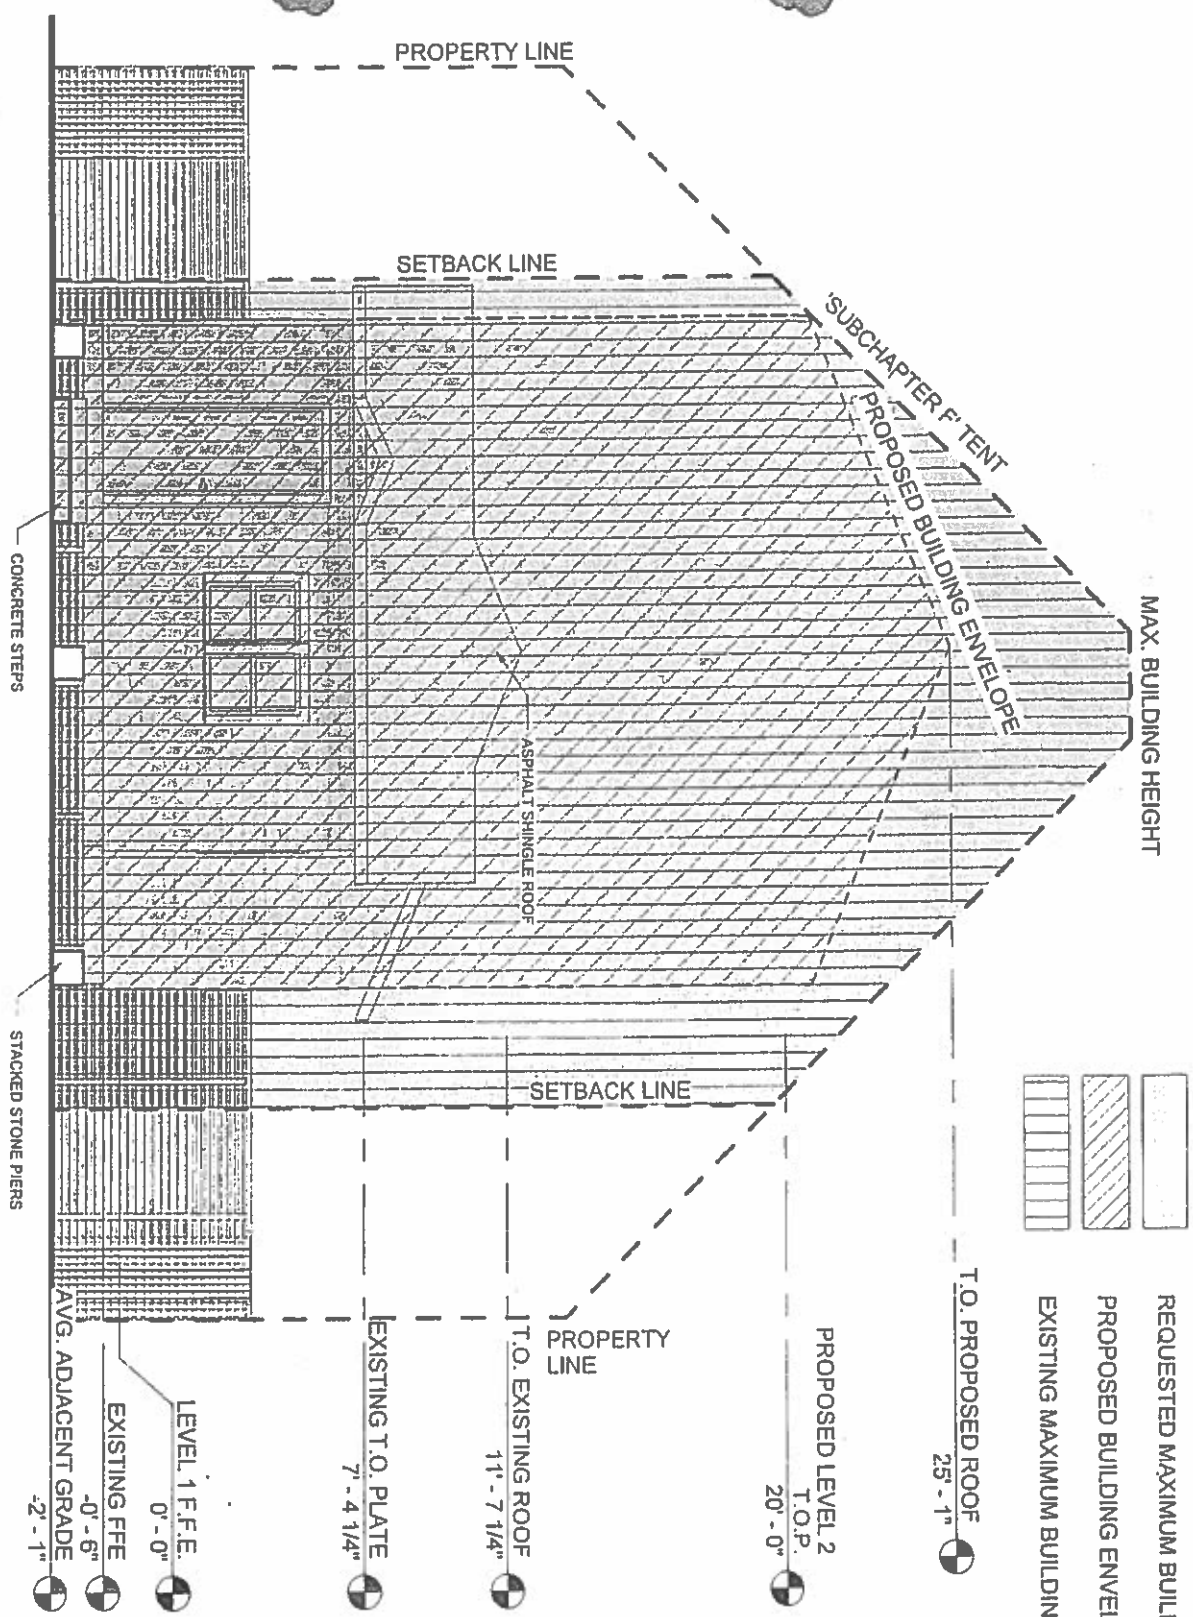 PROPERTY LINE
SETBACK LINE
'SUBCHAPTER F' TENT
PROPOSED BUILDING ENVELOPE
MAX. BUILDING HEIGHT
ASPHALT SHINGLE ROOF
CONCRETE STEPS
STACKED STONE PIERS
SETBACK LINE
PROPERTY
LINE
REQUESTED MAXIMUM BUIL
PROPOSED BUILDING ENVEL
EXISTING MAXIMUM BUILDIN
T.O. PROPOSED ROOF
25' - 1"
PROPOSED LEVEL 2
T.O.P.
20' - 0"
T.O. EXISTING ROOF
11' - 7 1/4"
EXISTING T.O. PLATE
7' - 4 1/4"
LEVEL 1 F.F.E.
0' - 0"
EXISTING FFE
-0' - 6"
AVG. ADJACENT GRADE
-2' - 1"